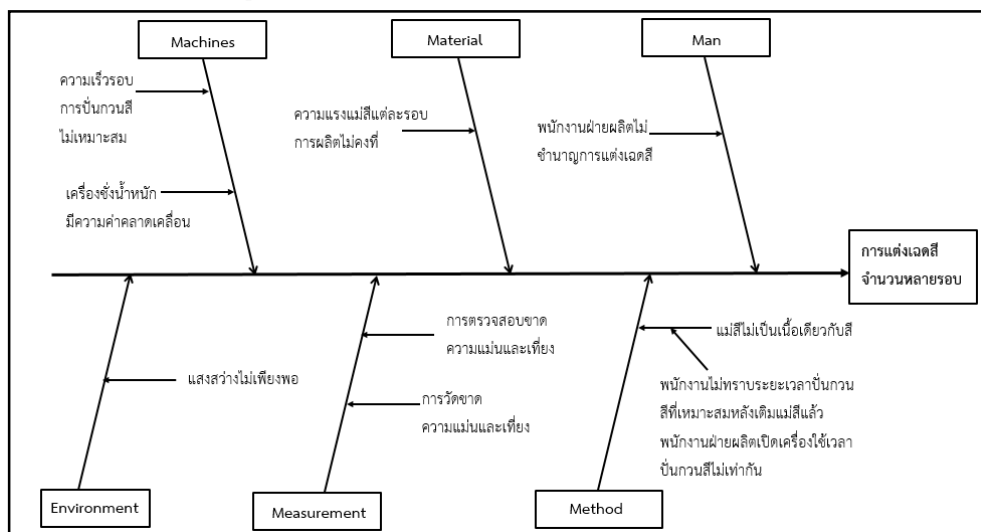 Machines
Material
Man
ความเร็วรอบ
การปั่นกวนสี
ไม่เหมาะสม
เครื่องชั่งน้ำหนัก
มีความค่าคลาดเคลื่อน
ความแรงแม่สีแต่ละรอบ
การผลิตไม่คงที่
พนักงานฝ่ายผลิตไม่
ชำนาญการแต่งเฉดสี
การแต่งเฉดสี
จำนวนหลายรอบ
แสงสว่างไม่เพียงพอ
การตรวจสอบขาด
ความแม่นและเที่ยง
การวัดขาด
ความแม่นและเที่ยง
แม่สีไม่เป็นเนื้อเดียวกับสี
พนักงานไม่ทราบระยะเวลาปั่นกวน
สีที่เหมาะสมหลังเติมแม่สีแล้ว
พนักงานฝ่ายผลิตเปิดเครื่องใช้เวลา
ปั่นกวนสีไม่เท่ากัน
Environment
Measurement
Method